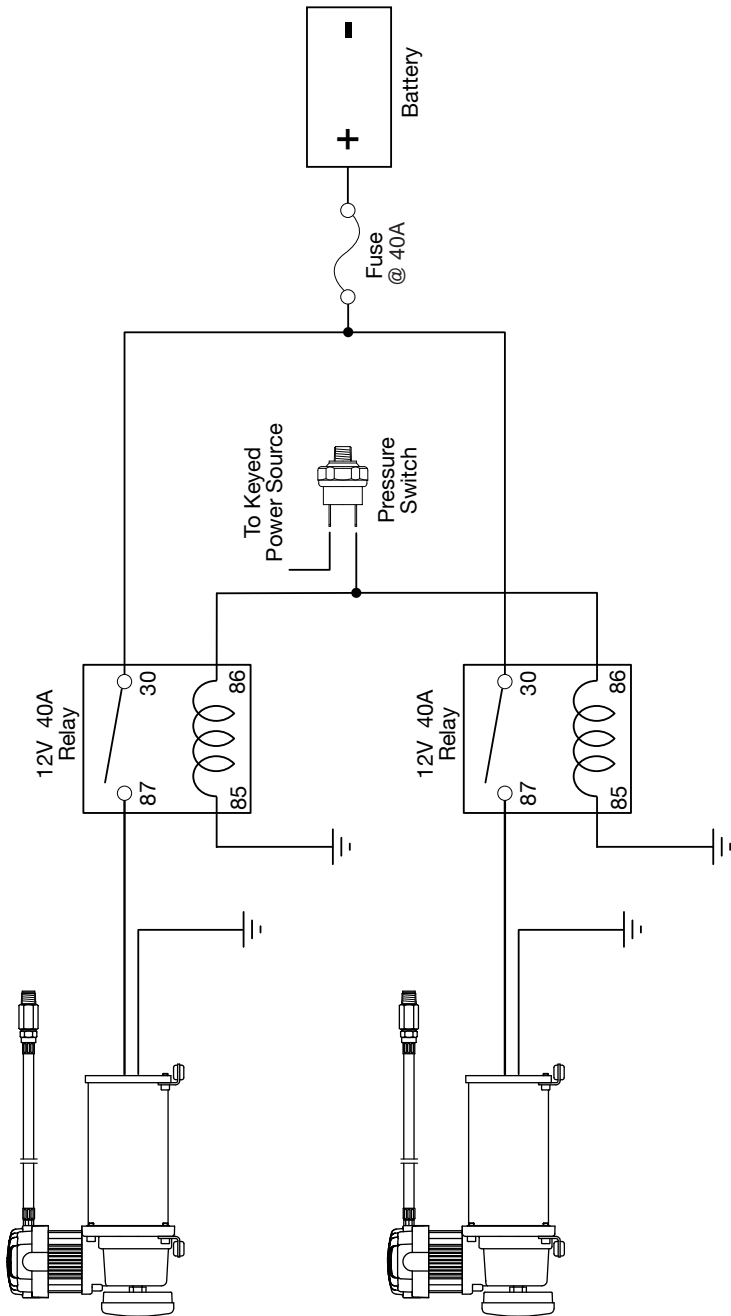 -
+
Battery
Fuse
@ 40A
To Keyed
Power Source
Pressure
Switch
12V 40A
Relay
30
87
86
85
12V 40A
Relay
30
87
86
85